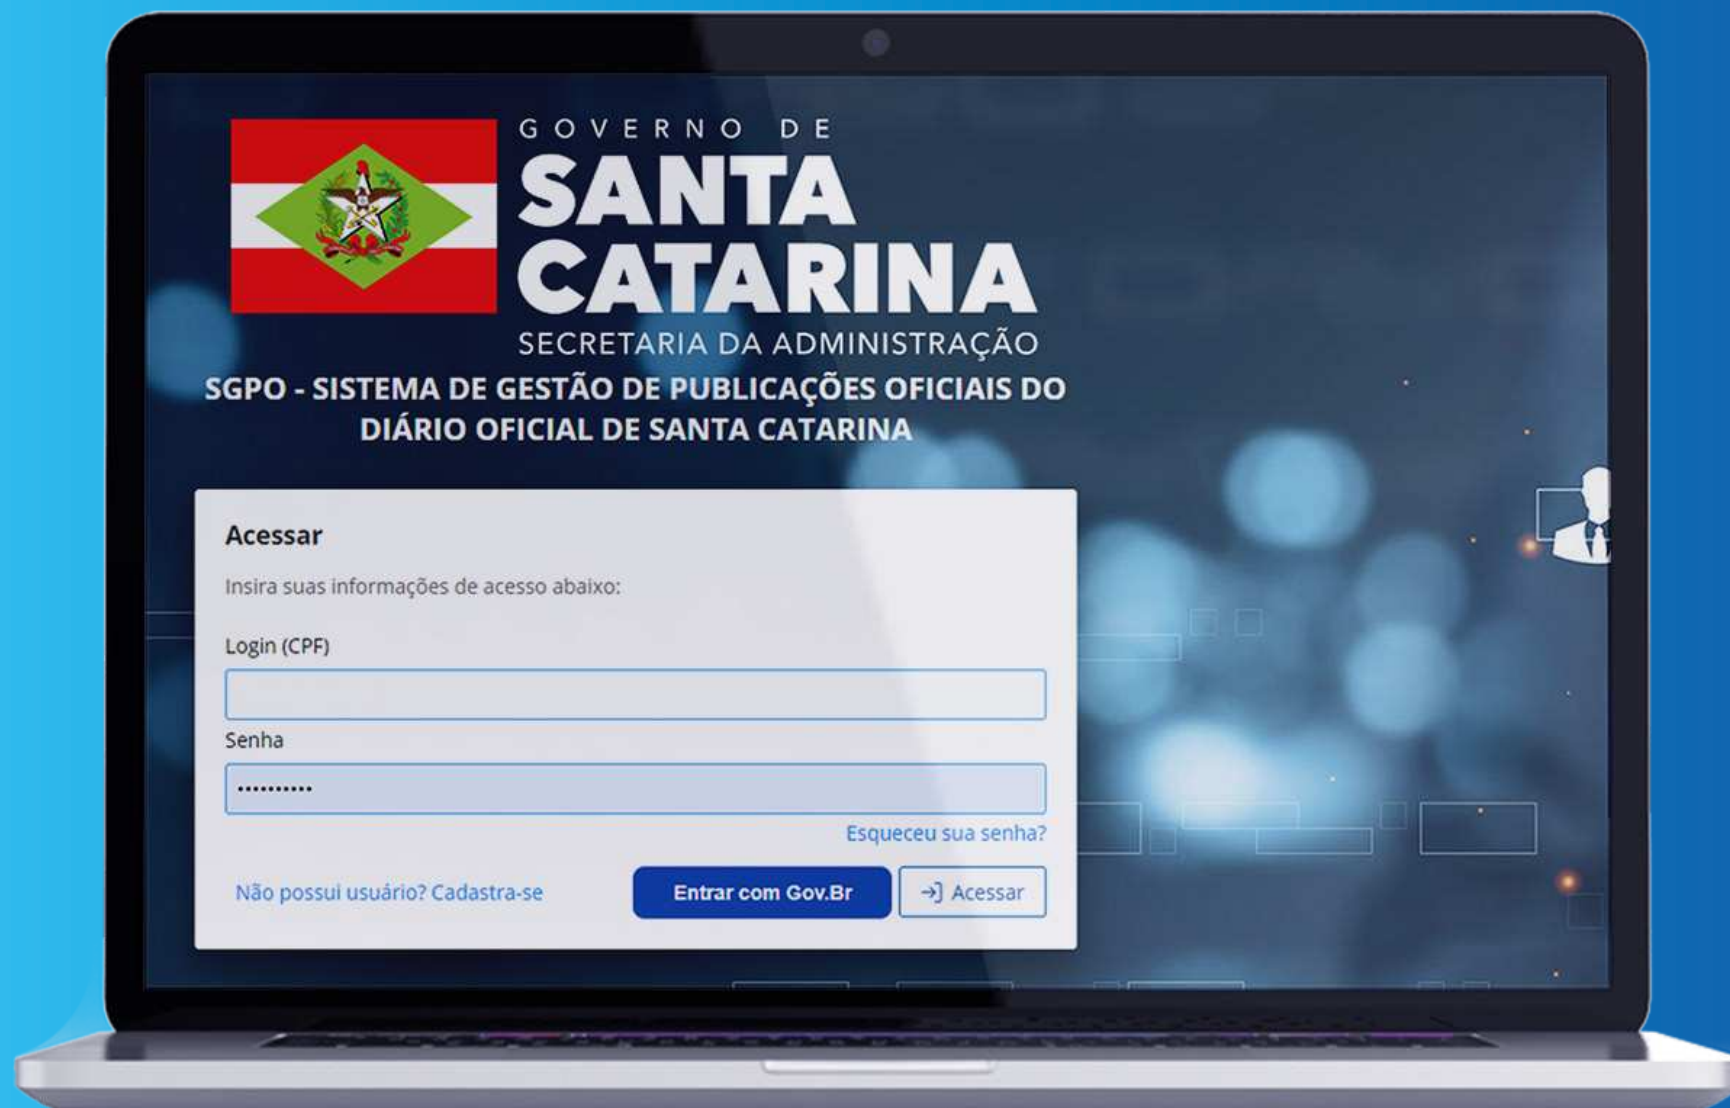 GOVERNO DE
SANTA
CATARINA
SECRETARIA DA ADMINISTRAÇÃO
SGPO - SISTEMA DE GESTÃO DE PUBLICAÇÕES OFICIAIS DO
DIÁRIO OFICIAL DE SANTA CATARINA
Acessar
Insira suas informações de acesso abaixo:
Login (CPF)
Senha
••••••••••
Esqueceu sua senha?
Não possui usuário? Cadastra-se
Entrar com Gov.Br
Acessar